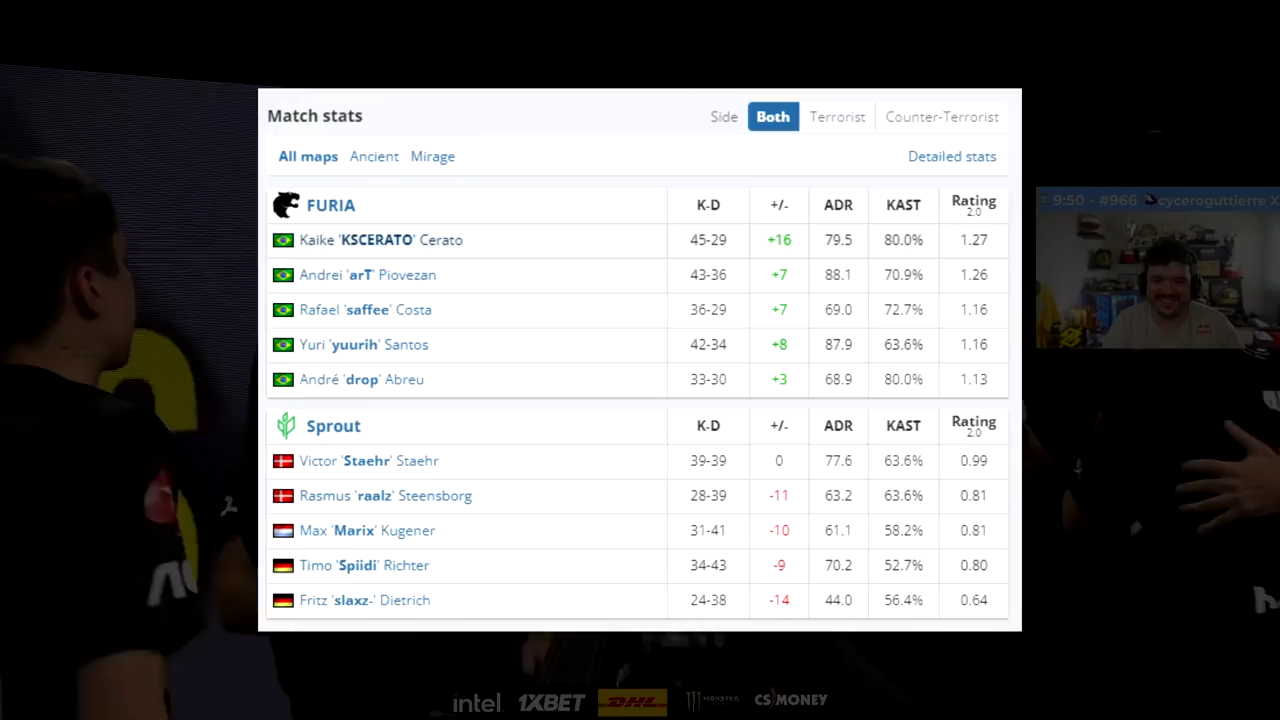 Match stats Side Both Terrorist Counter-Terrorist
All maps Ancient Mirage Detailed stats
FURIA K-D +/- ADR KAST Rating 2.0
Kaike 'KSCERATO' Cerato 45-29 +16 79.5 80.0% 1.27
Andrei 'arT' Piovezan 43-36 +7 88.1 70.9% 1.26
Rafael 'saffee' Costa 36-29 +7 69.0 72.7% 1.16
Yuri 'yuurih' Santos 42-34 +8 87.9 63.6% 1.16
André 'drop' Abreu 33-30 +3 68.9 80.0% 1.13
Sprout K-D +/- ADR KAST Rating 2.0
Victor 'Staehr' Staehr 39-39 0 77.6 63.6% 0.99
Rasmus 'raalz' Steensborg 28-39 -11 63.2 63.6% 0.81
Max 'Marix' Kugener 31-41 -10 61.1 58.2% 0.81
Timo 'Spiidi' Richter 34-43 -9 70.2 52.7% 0.80
Fritz 'slaxz-' Dietrich 24-38 -14 44.0 56.4% 0.64
9:50 - #966 cyceroguttierre X
intel. 1XBET DHL MONSTER CS MONEY